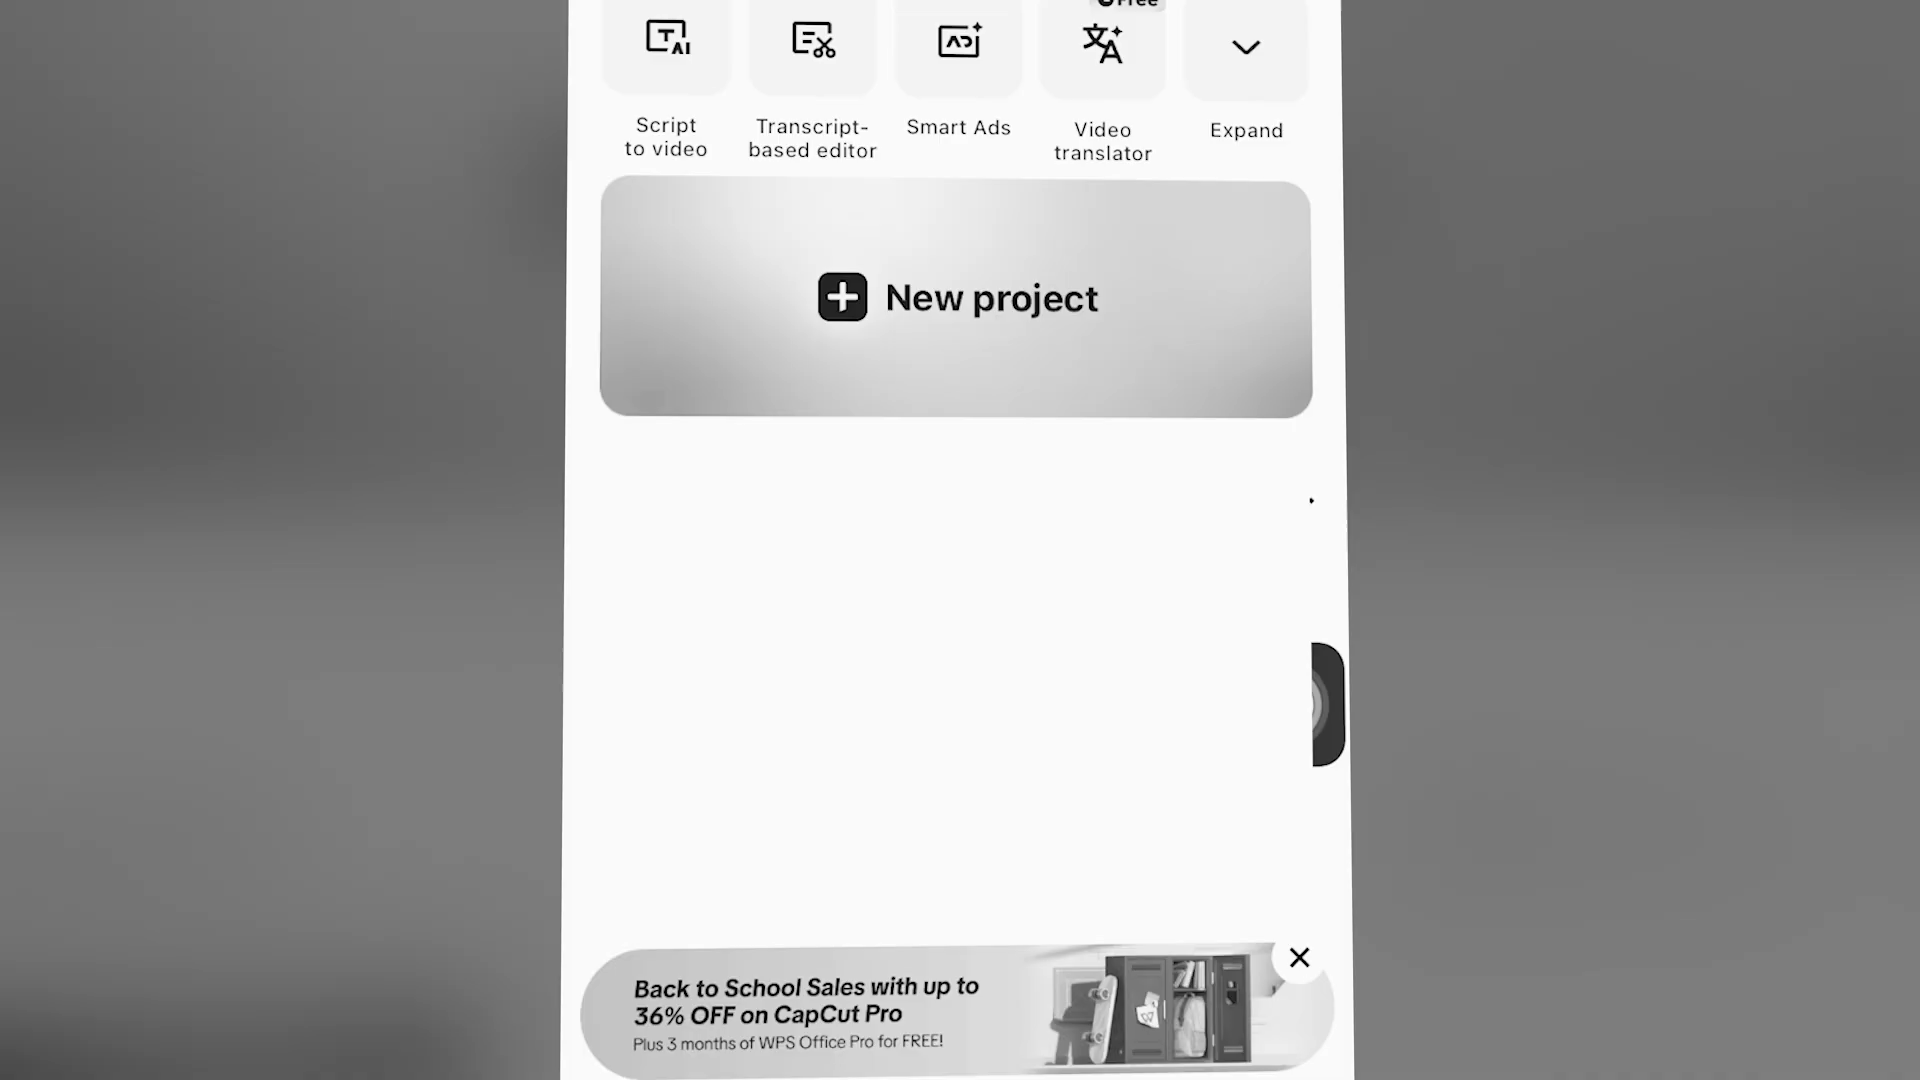 Free
Script
to video
Transcript-
based editor
Smart Ads
Video
translator
Expand
New project
Back to School Sales with up to
36% OFF on CapCut Pro
Plus 3 months of WPS Office Pro for FREE!